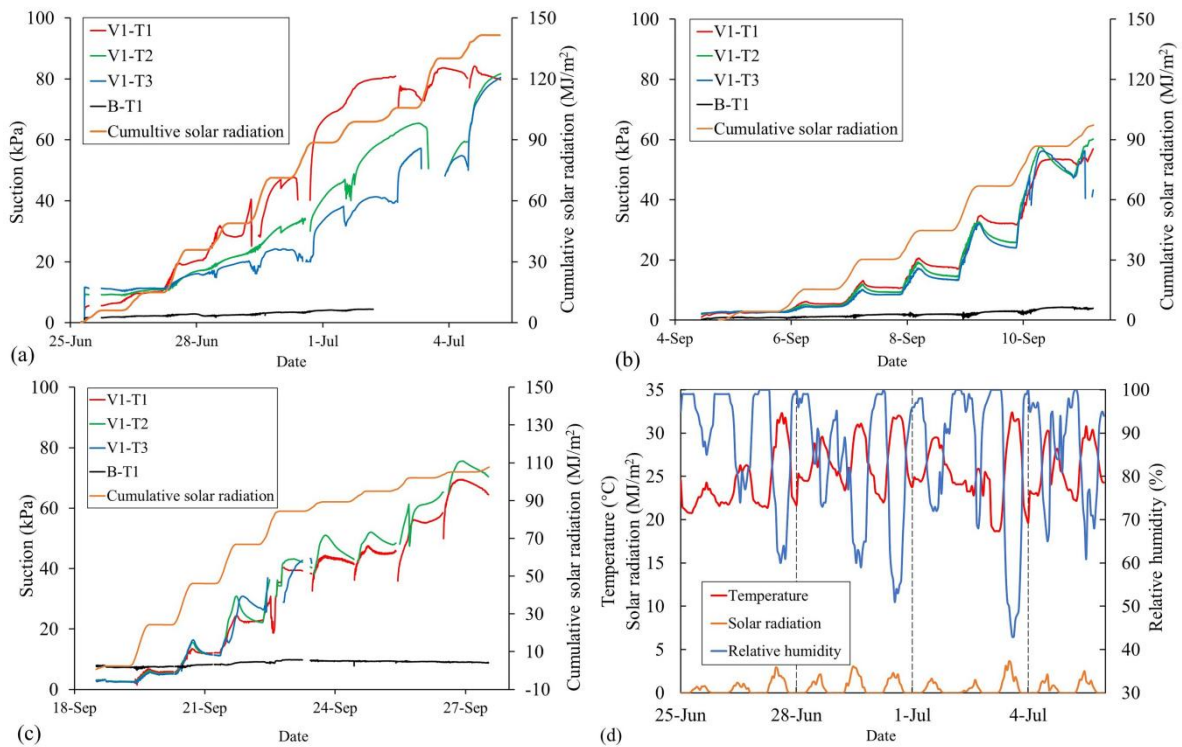 100
80
60
40
20
0
Suction (kPa)
V1-T1
V1-T2
V1-T3
B-T1
Cumultive solar radiation
150
120
90
60
30
0
Cumulative solar radiation (MJ/m²)
25-Jun 28-Jun 1-Jul 4-Jul
Date
(a)
100
80
60
40
20
0
Suction (kPa)
V1-T1
V1-T2
V1-T3
B-T1
Cumulative solar radiation
150
120
90
60
30
0
Cumulative solar radiation (MJ/m²)
4-Sep 6-Sep 8-Sep 10-Sep
Date
(b)
100
80
60
40
20
0
Suction (kPa)
V1-T1
V1-T2
V1-T3
B-T1
Cumulative solar radiation
150
130
110
90
70
50
30
10
-10
Cumulative solar radiation (MJ/m²)
18-Sep 21-Sep 24-Sep 27-Sep
Date
(c)
35
30
25
20
15
10
5
0
Temperature (°C)
Solar radiation (MJ/m²)
Temperature
Solar radiation
Relative humidity
100
90
80
70
60
50
40
30
Relative humidity (%)
25-Jun 28-Jun 1-Jul 4-Jul
Date
(d)